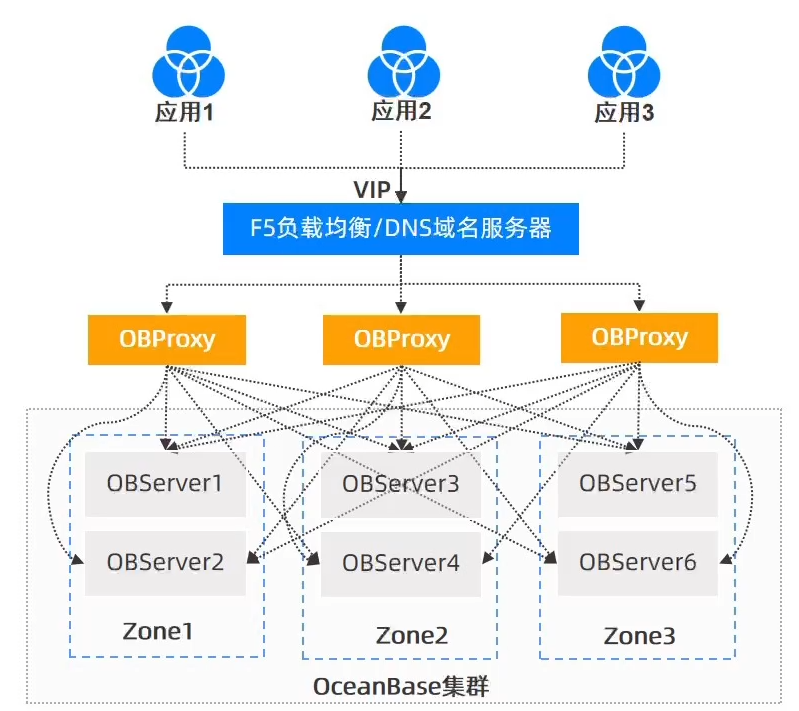 应用1
应用2
应用3
VIP
F5负载均衡/DNS域名服务器
OBProxy
OBProxy
OBProxy
OBServer1
OBServer3
OBServer5
OBServer2
OBServer4
OBServer6
Zone1
Zone2
Zone3
OceanBase集群